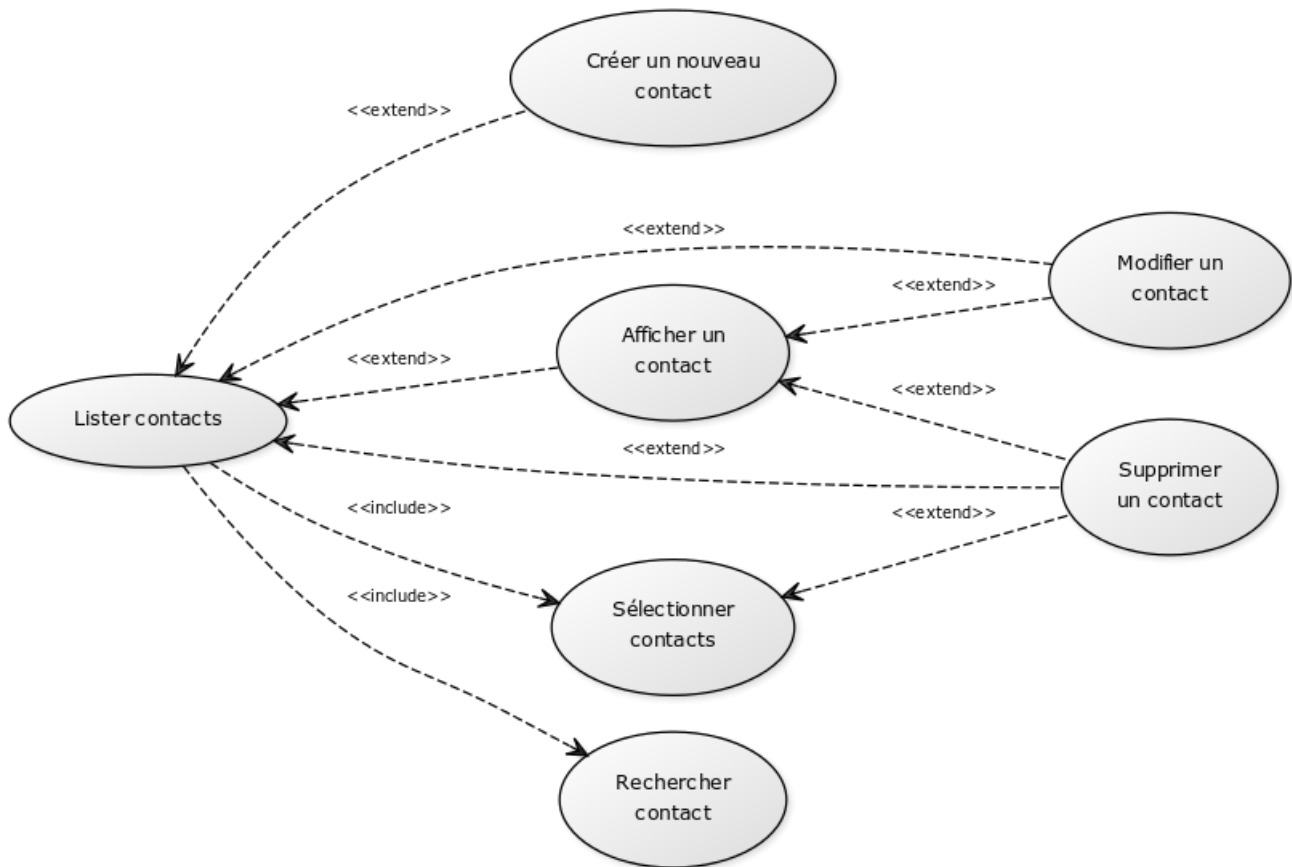 Créer un nouveau
contact
<<extend>>
<<extend>>
Modifier un
contact
<<extend>>
Afficher un
contact
<<extend>>
Lister contacts
<<extend>>
<<extend>>
Supprimer
un contact
<<include>>
<<extend>>
<<include>>
Sélectionner
contacts
Rechercher
contact